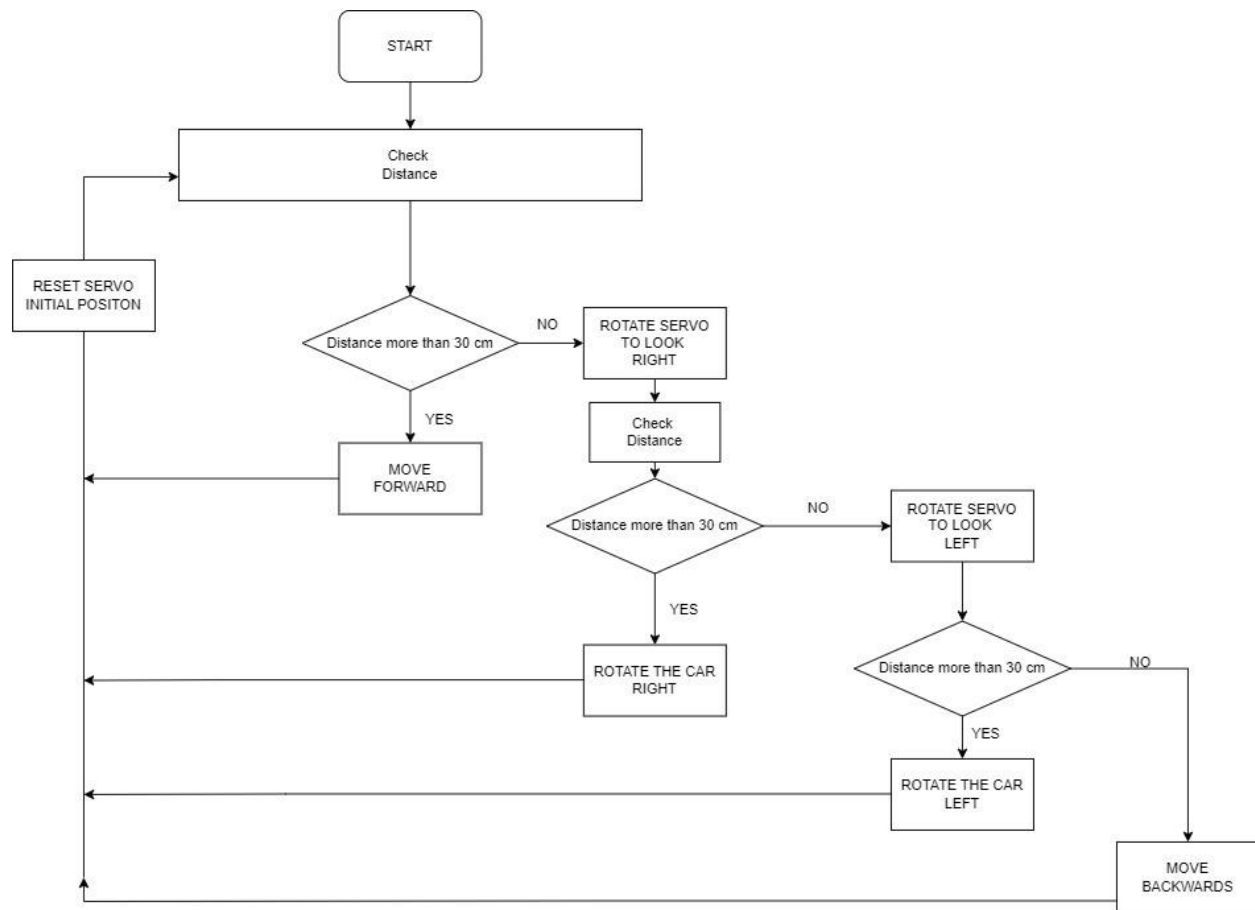 START
Check
Distance
RESET SERVO
INITIAL POSITON
Distance more than 30 cm
NO
ROTATE SERVO
TO LOOK
RIGHT
YES
Check
Distance
MOVE
FORWARD
Distance more than 30 cm
NO
ROTATE SERVO
TO LOOK
LEFT
YES
ROTATE THE CAR
RIGHT
Distance more than 30 cm
NO
YES
ROTATE THE CAR
LEFT
MOVE
BACKWARDS